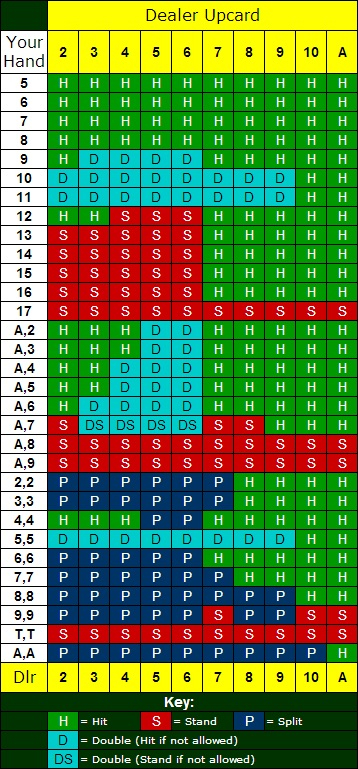 Dealer Upcard
Your Hand 2 3 4 5 6 7 8 9 10 A
5 H H H H H H H H H H
6 H H H H H H H H H H
7 H H H H H H H H H H
8 H H H H H H H H H H
9 H D D D D H H H H H
10 D D D D D D D D H H
11 D D D D D D D D H H
12 H H S S S H H H H H
13 S S S S S H H H H H
14 S S S S S H H H H H
15 S S S S S H H H H H
16 S S S S S H H H H H
17 S S S S S S S S S S
A,2 H H H D D H H H H H
A,3 H H H D D H H H H H
A,4 H H D D D H H H H H
A,5 H H D D D H H H H H
A,6 H D D D D H H H H H
A,7 S DS DS DS DS S S H H H
A,8 S S S S S S S S S S
A,9 S S S S S S S S S S
2,2 P P P P P P H H H H
3,3 P P P P P P H H H H
4,4 H H H P P H H H H H
5,5 D D D D D D D D H H
6,6 P P P P P H H H H H
7,7 P P P P P P H H H H
8,8 P P P P P P P P H H
9,9 P P P P P S P P S S
T,T S S S S S S S S S S
A,A P P P P P P P P P H
Dlr 2 3 4 5 6 7 8 9 10 A
Key:
H = Hit S = Stand P = Split
D = Double (Hit if not allowed)
DS = Double (Stand if not allowed)